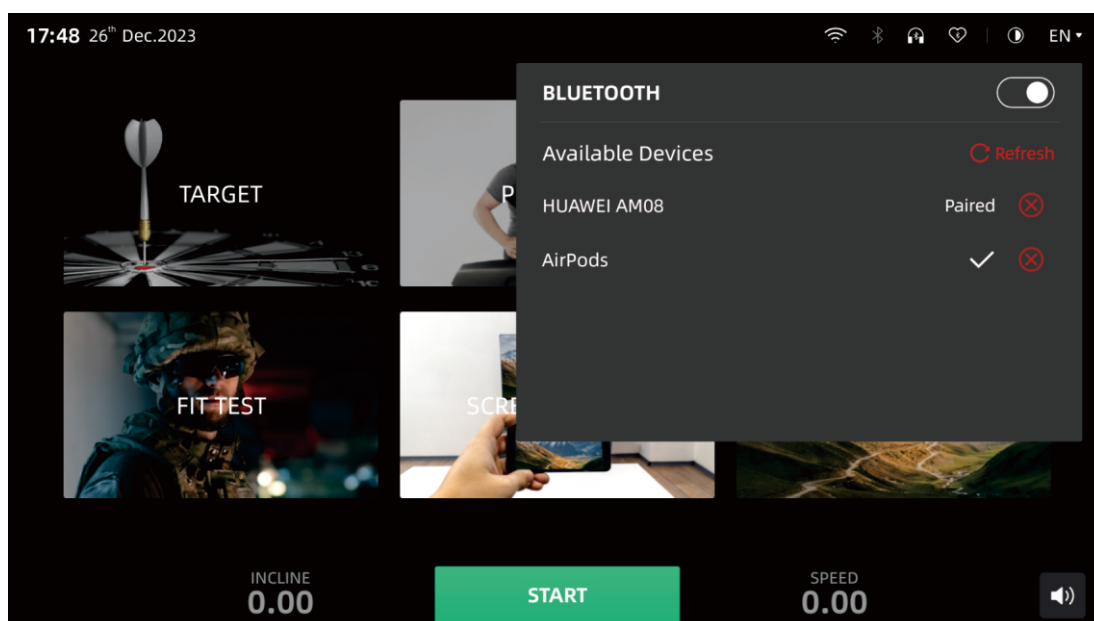 17:48 26th Dec.2023 EN
BLUETOOTH
Available Devices Refresh
HUAWEI AM08 Paired
AirPods
TARGET
P
FIT TEST
SCRE
INCLINE
0.00
START
SPEED
0.00